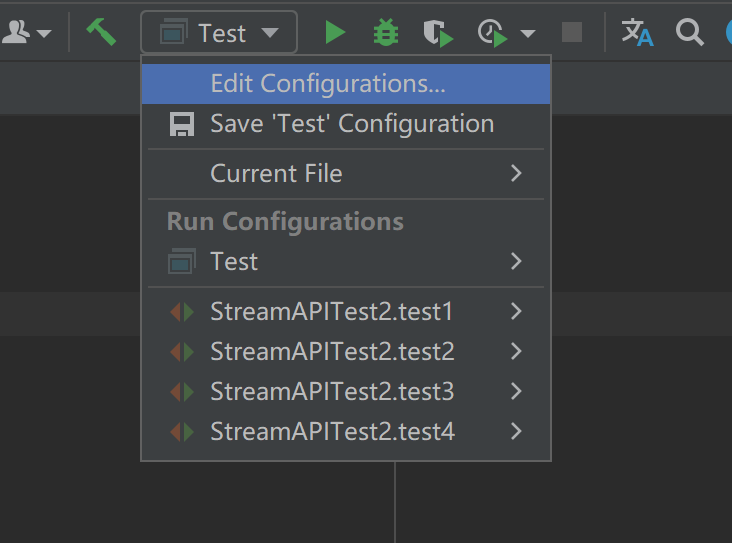 Test
Edit Configurations...
Save 'Test' Configuration
Current File
Run Configurations
Test
StreamAPITest2.test1
StreamAPITest2.test2
StreamAPITest2.test3
StreamAPITest2.test4